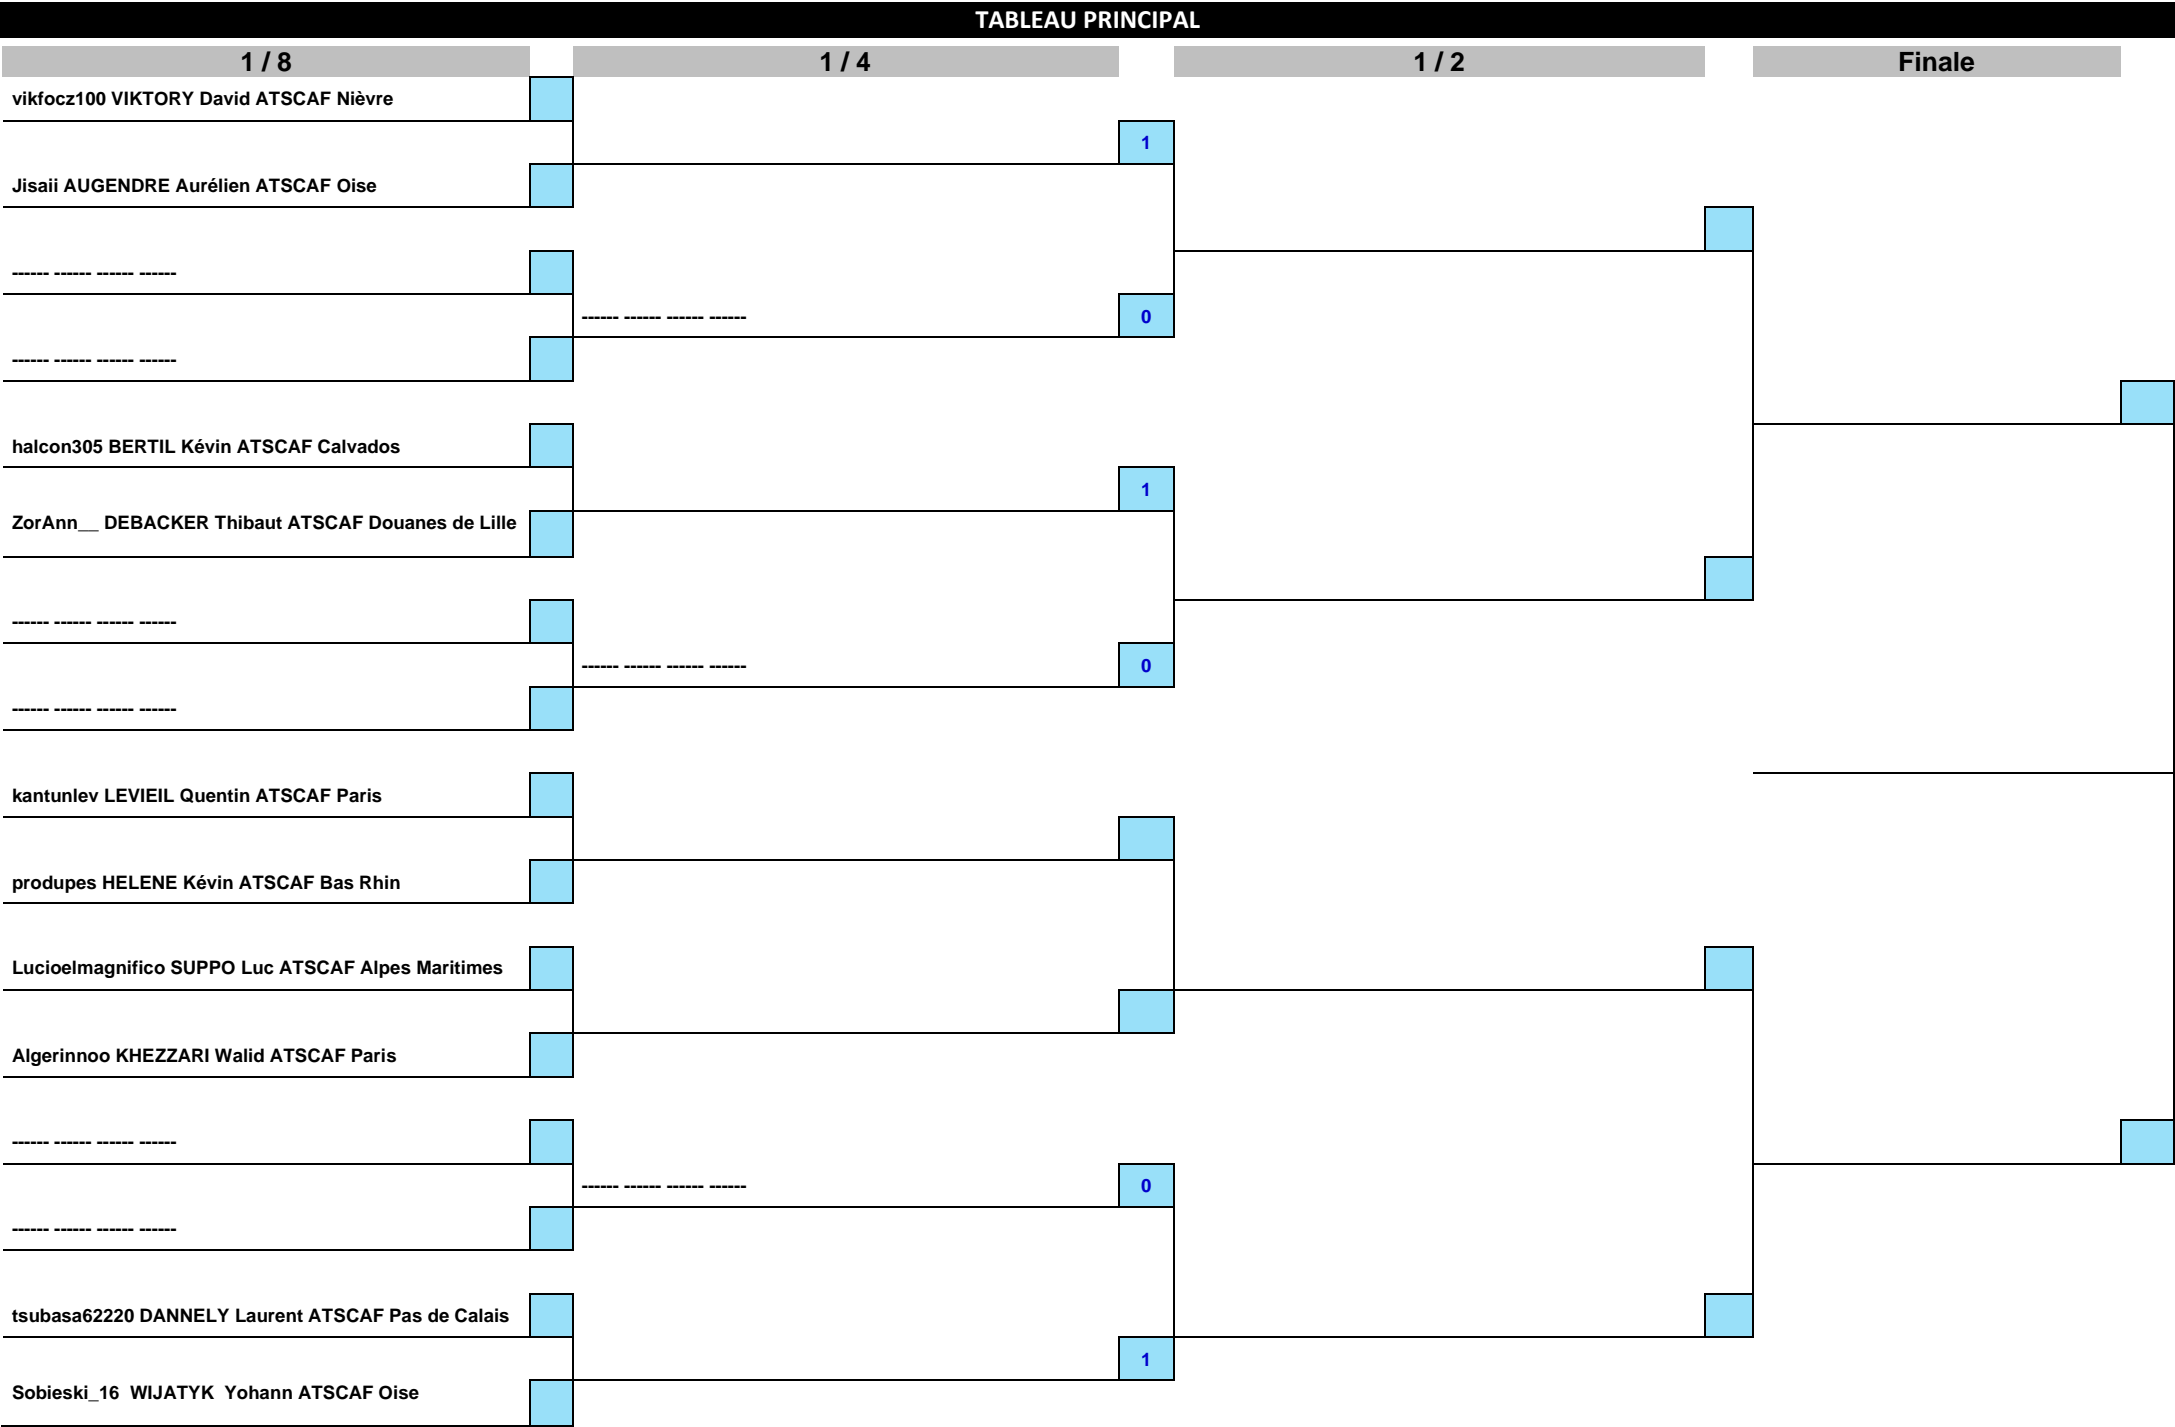 TABLEAU PRINCIPAL
1 / 8
1 / 4
1 / 2
Finale
vikfocz100 VIKTORY David ATSCAF Nièvre
1
Jisaii AUGENDRE Aurélien ATSCAF Oise
------ ------ ------ ------
------ ------ ------ ------
0
------ ------ ------ ------
halcon305 BERTIL Kévin ATSCAF Calvados
1
ZorAnn__ DEBACKER Thibaut ATSCAF Douanes de Lille
------ ------ ------ ------
------ ------ ------ ------
0
------ ------ ------ ------
kantunlev LEVIEIL Quentin ATSCAF Paris
produpes HELENE Kévin ATSCAF Bas Rhin
Lucioelmagnifico SUPPO Luc ATSCAF Alpes Maritimes
Algerinnoo KHEZZARI Walid ATSCAF Paris
------ ------ ------ ------
------ ------ ------ ------
0
------ ------ ------ ------
tsubasa62220 DANNELY Laurent ATSCAF Pas de Calais
1
Sobieski_16  WIJATYK  Yohann ATSCAF Oise